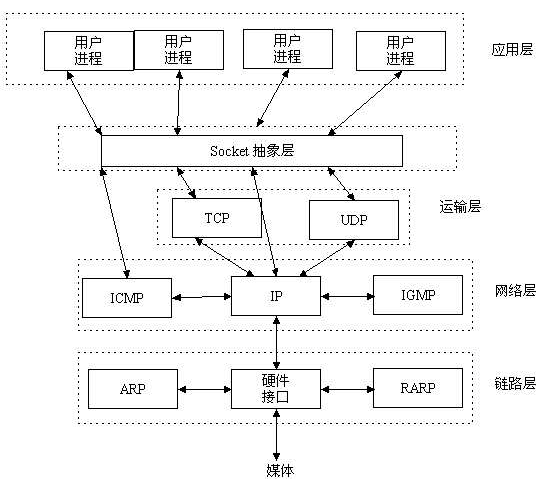 用户 用户 用户 用户
进程 进程 进程 进程
应用层
Socket 抽象层
运输层
TCP
UDP
网络层
ICMP
IP
IGMP
链路层
ARP
硬件
接口
RARP
媒体